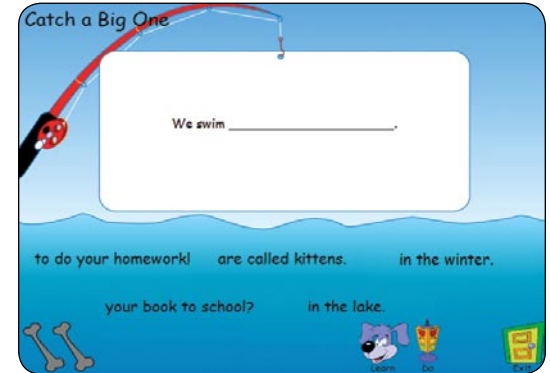 Catch a Big One
We swim ______________________.
to do your homework! are called kittens. in the winter.
your book to school? in the lake.
Learn Do Exit